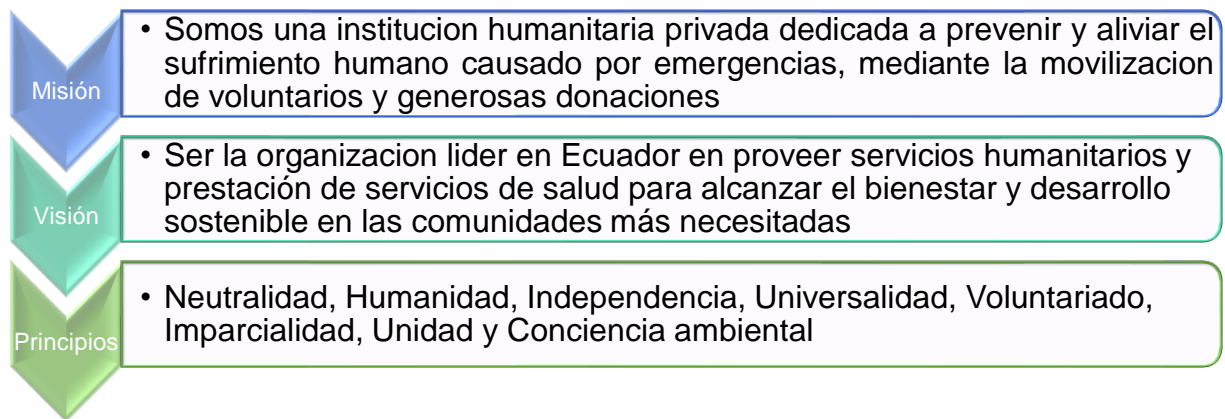 Misión
• Somos una institucion humanitaria privada dedicada a prevenir y aliviar el
sufrimiento humano causado por emergencias, mediante la movilizacion
de voluntarios y generosas donaciones
Visión
• Ser la organizacion lider en Ecuador en proveer servicios humanitarios y
prestación de servicios de salud para alcanzar el bienestar y desarrollo
sostenible en las comunidades más necesitadas
Principios
• Neutralidad, Humanidad, Independencia, Universalidad, Voluntariado,
Imparcialidad, Unidad y Conciencia ambiental